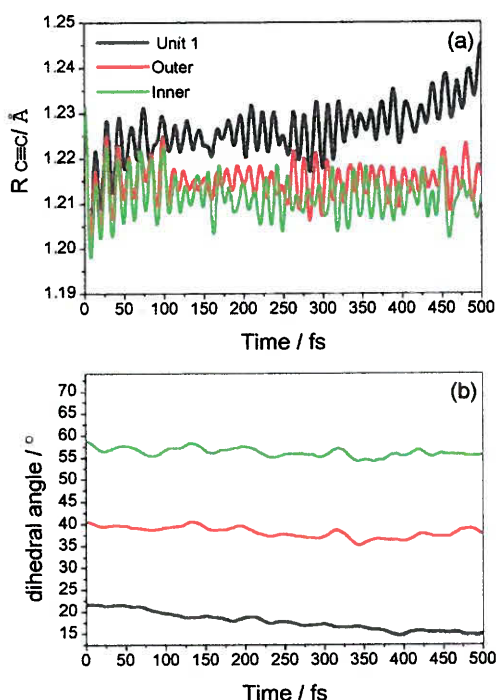 1.25
(a)
Unit 1
1.24
Outer
Inner
1.23
R c≡c/ Å
1.22
1.21
1.20
1.19
0 50 100 150 200 250 300 350 400 450 500
Time / fs
(b)
70
65
60
55
50
45
dihedral angle / °
40
35
30
25
20
15
0 50 100 150 200 250 300 350 400 450 500
Time / fs